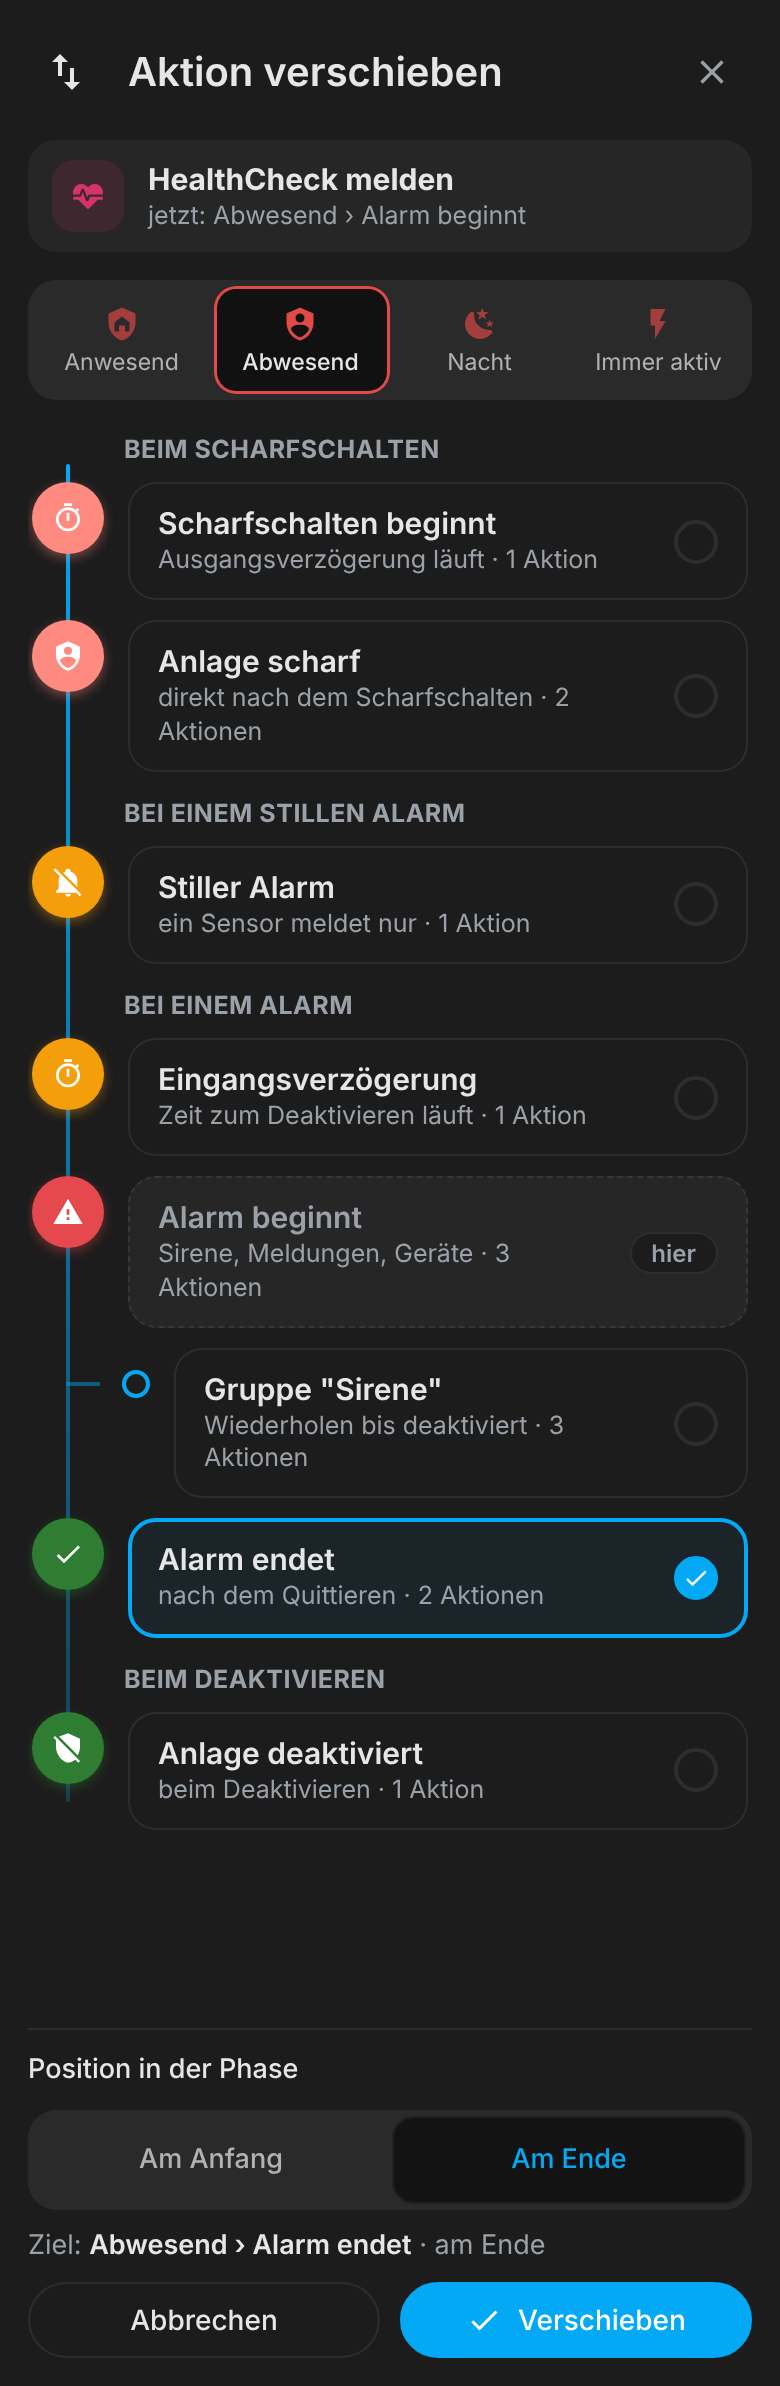 Aktion verschieben
HealthCheck melden
jetzt: Abwesend › Alarm beginnt
Anwesend
Abwesend
Nacht
Immer aktiv
BEIM SCHARFSCHALTEN
Scharfschalten beginnt
Ausgangsverzögerung läuft · 1 Aktion
Anlage scharf
direkt nach dem Scharfschalten · 2
Aktionen
BEI EINEM STILLEN ALARM
Stiller Alarm
ein Sensor meldet nur · 1 Aktion
BEI EINEM ALARM
Eingangsverzögerung
Zeit zum Deaktivieren läuft · 1 Aktion
Alarm beginnt
Sirene, Meldungen, Geräte · 3
Aktionen
hier
Gruppe "Sirene"
Wiederholen bis deaktiviert · 3
Aktionen
Alarm endet
nach dem Quittieren · 2 Aktionen
BEIM DEAKTIVIEREN
Anlage deaktiviert
beim Deaktivieren · 1 Aktion
Position in der Phase
Am Anfang
Am Ende
Ziel: Abwesend › Alarm endet · am Ende
Abbrechen
Verschieben